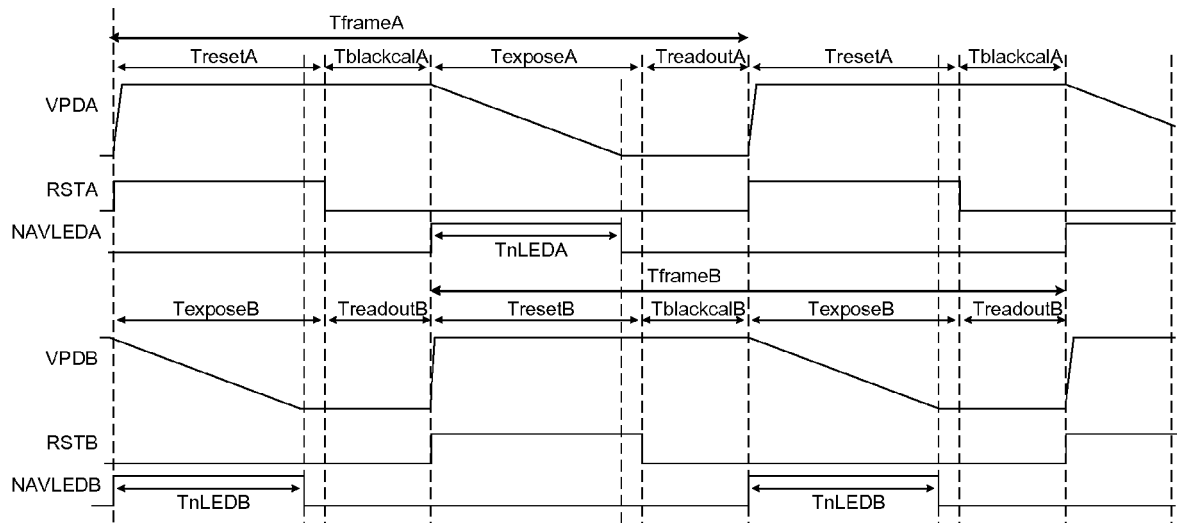 TframeA
TresetA TblackcalA TexposeA TreadoutA TresetA TblackcalA
VPDA
RSTA
NAVLEDA
TnLEDA
TframeB
TexposeB TreadoutB TresetB TblackcalB TexposeB TreadoutB
VPDB
RSTB
NAVLEDB
TnLEDB TnLEDB